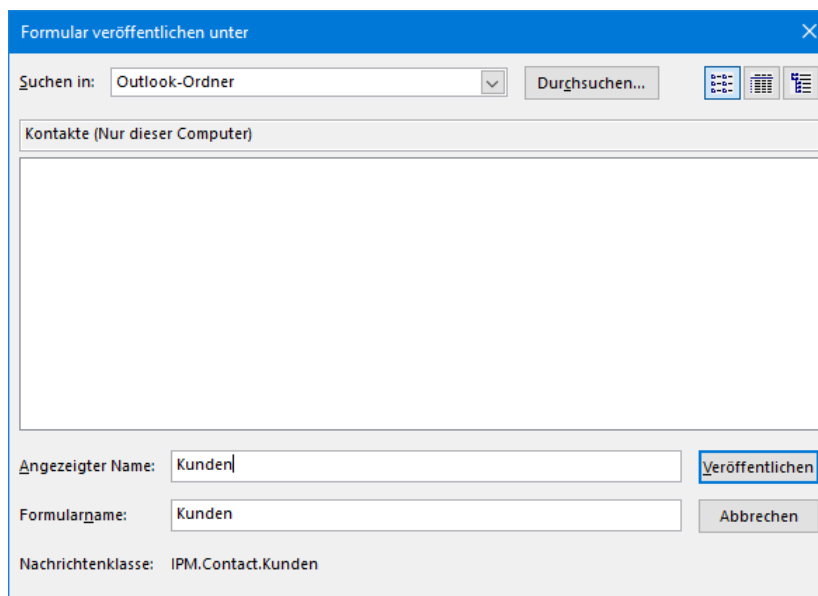 Formular veröffentlichen unter
Suchen in: Outlook-Ordner Durchsuchen...
Kontakte (Nur dieser Computer)
Angezeigter Name: Kunden Veröffentlichen
Formularname: Kunden Abbrechen
Nachrichtenklasse: IPM.Contact.Kunden